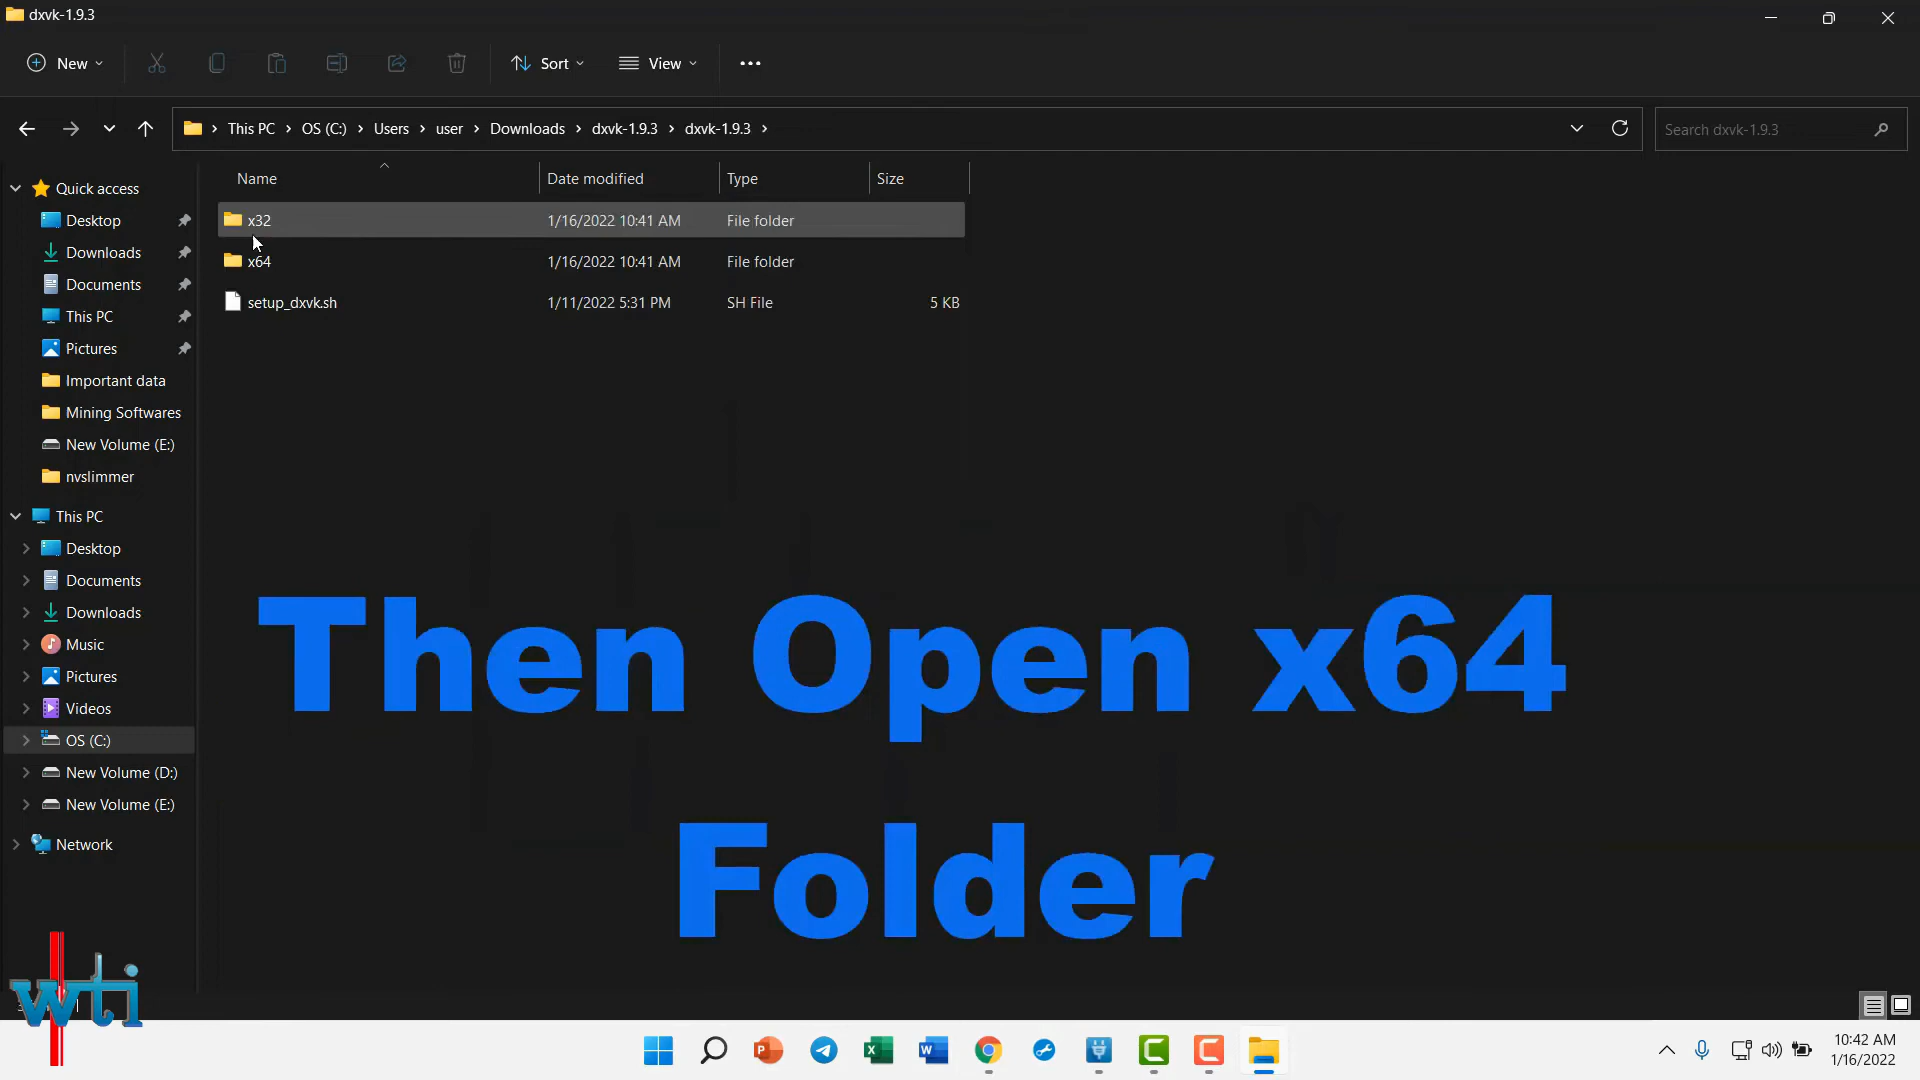 dxvk-1.9.3
New
Sort
View
This PC
OS (C:)
Users
user
Downloads
dxvk-1.9.3
dxvk-1.9.3
Search dxvk-1.9.3
Name
Date modified
Type
Size
x32
1/16/2022 10:41 AM
File folder
x64
1/16/2022 10:41 AM
File folder
setup_dxvk.sh
1/11/2022 5:31 PM
SH File
5 KB
Quick access
Desktop
Downloads
Documents
This PC
Pictures
Important data
Mining Softwares
New Volume (E:)
nvslimmer
This PC
Desktop
Documents
Downloads
Music
Pictures
Videos
OS (C:)
New Volume (D:)
New Volume (E:)
Network
Then Open x64
Folder
wti
10:42 AM
1/16/2022